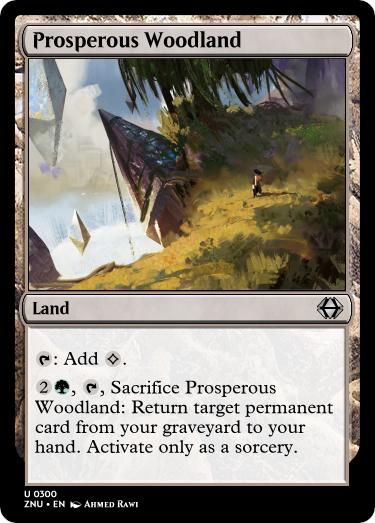 Prosperous Woodland
Land
: Add .
2 , , Sacrifice Prosperous
Woodland: Return target permanent
card from your graveyard to your
hand. Activate only as a sorcery.
U 0300
ZNU • EN Ahmed Rawi